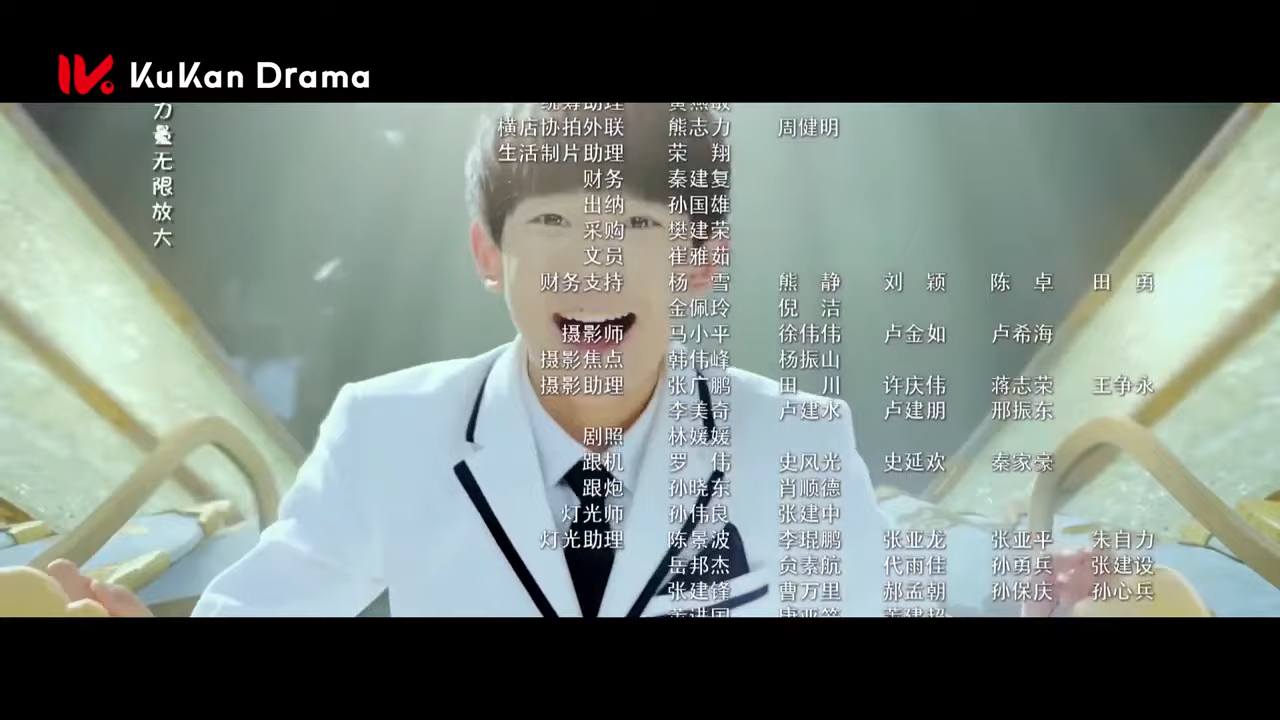 KuKan Drama
力量无限放大
横店协拍外联 熊志力 周健明
生活制片助理 荣 翔
财务 秦建复
出纳 孙国雄
采购 樊建荣
文员 崔雅茹
财务支持 杨 雪 熊 静 刘 颖 陈 卓 田 勇
金佩玲 倪 洁
摄影师 马小平 徐伟伟 卢金如 卢希海
摄影焦点 韩伟峰 杨振山
摄影助理 张广鹏 田 川 许庆伟 蒋志荣 王争永
李美奇 卢建水 卢建朋 邢振东
剧照 林媛媛
跟机 罗 伟 史风光 史延欢 秦家豪
跟炮 孙晓东 肖顺德
灯光师 孙伟良 张建中
灯光助理 陈景波 李琨鹏 张亚龙 张亚平 朱自力
岳邦杰 贠素航 代雨佳 孙勇兵 张建设
张建锋 曹万里 郝孟朝 孙保庆 孙心兵